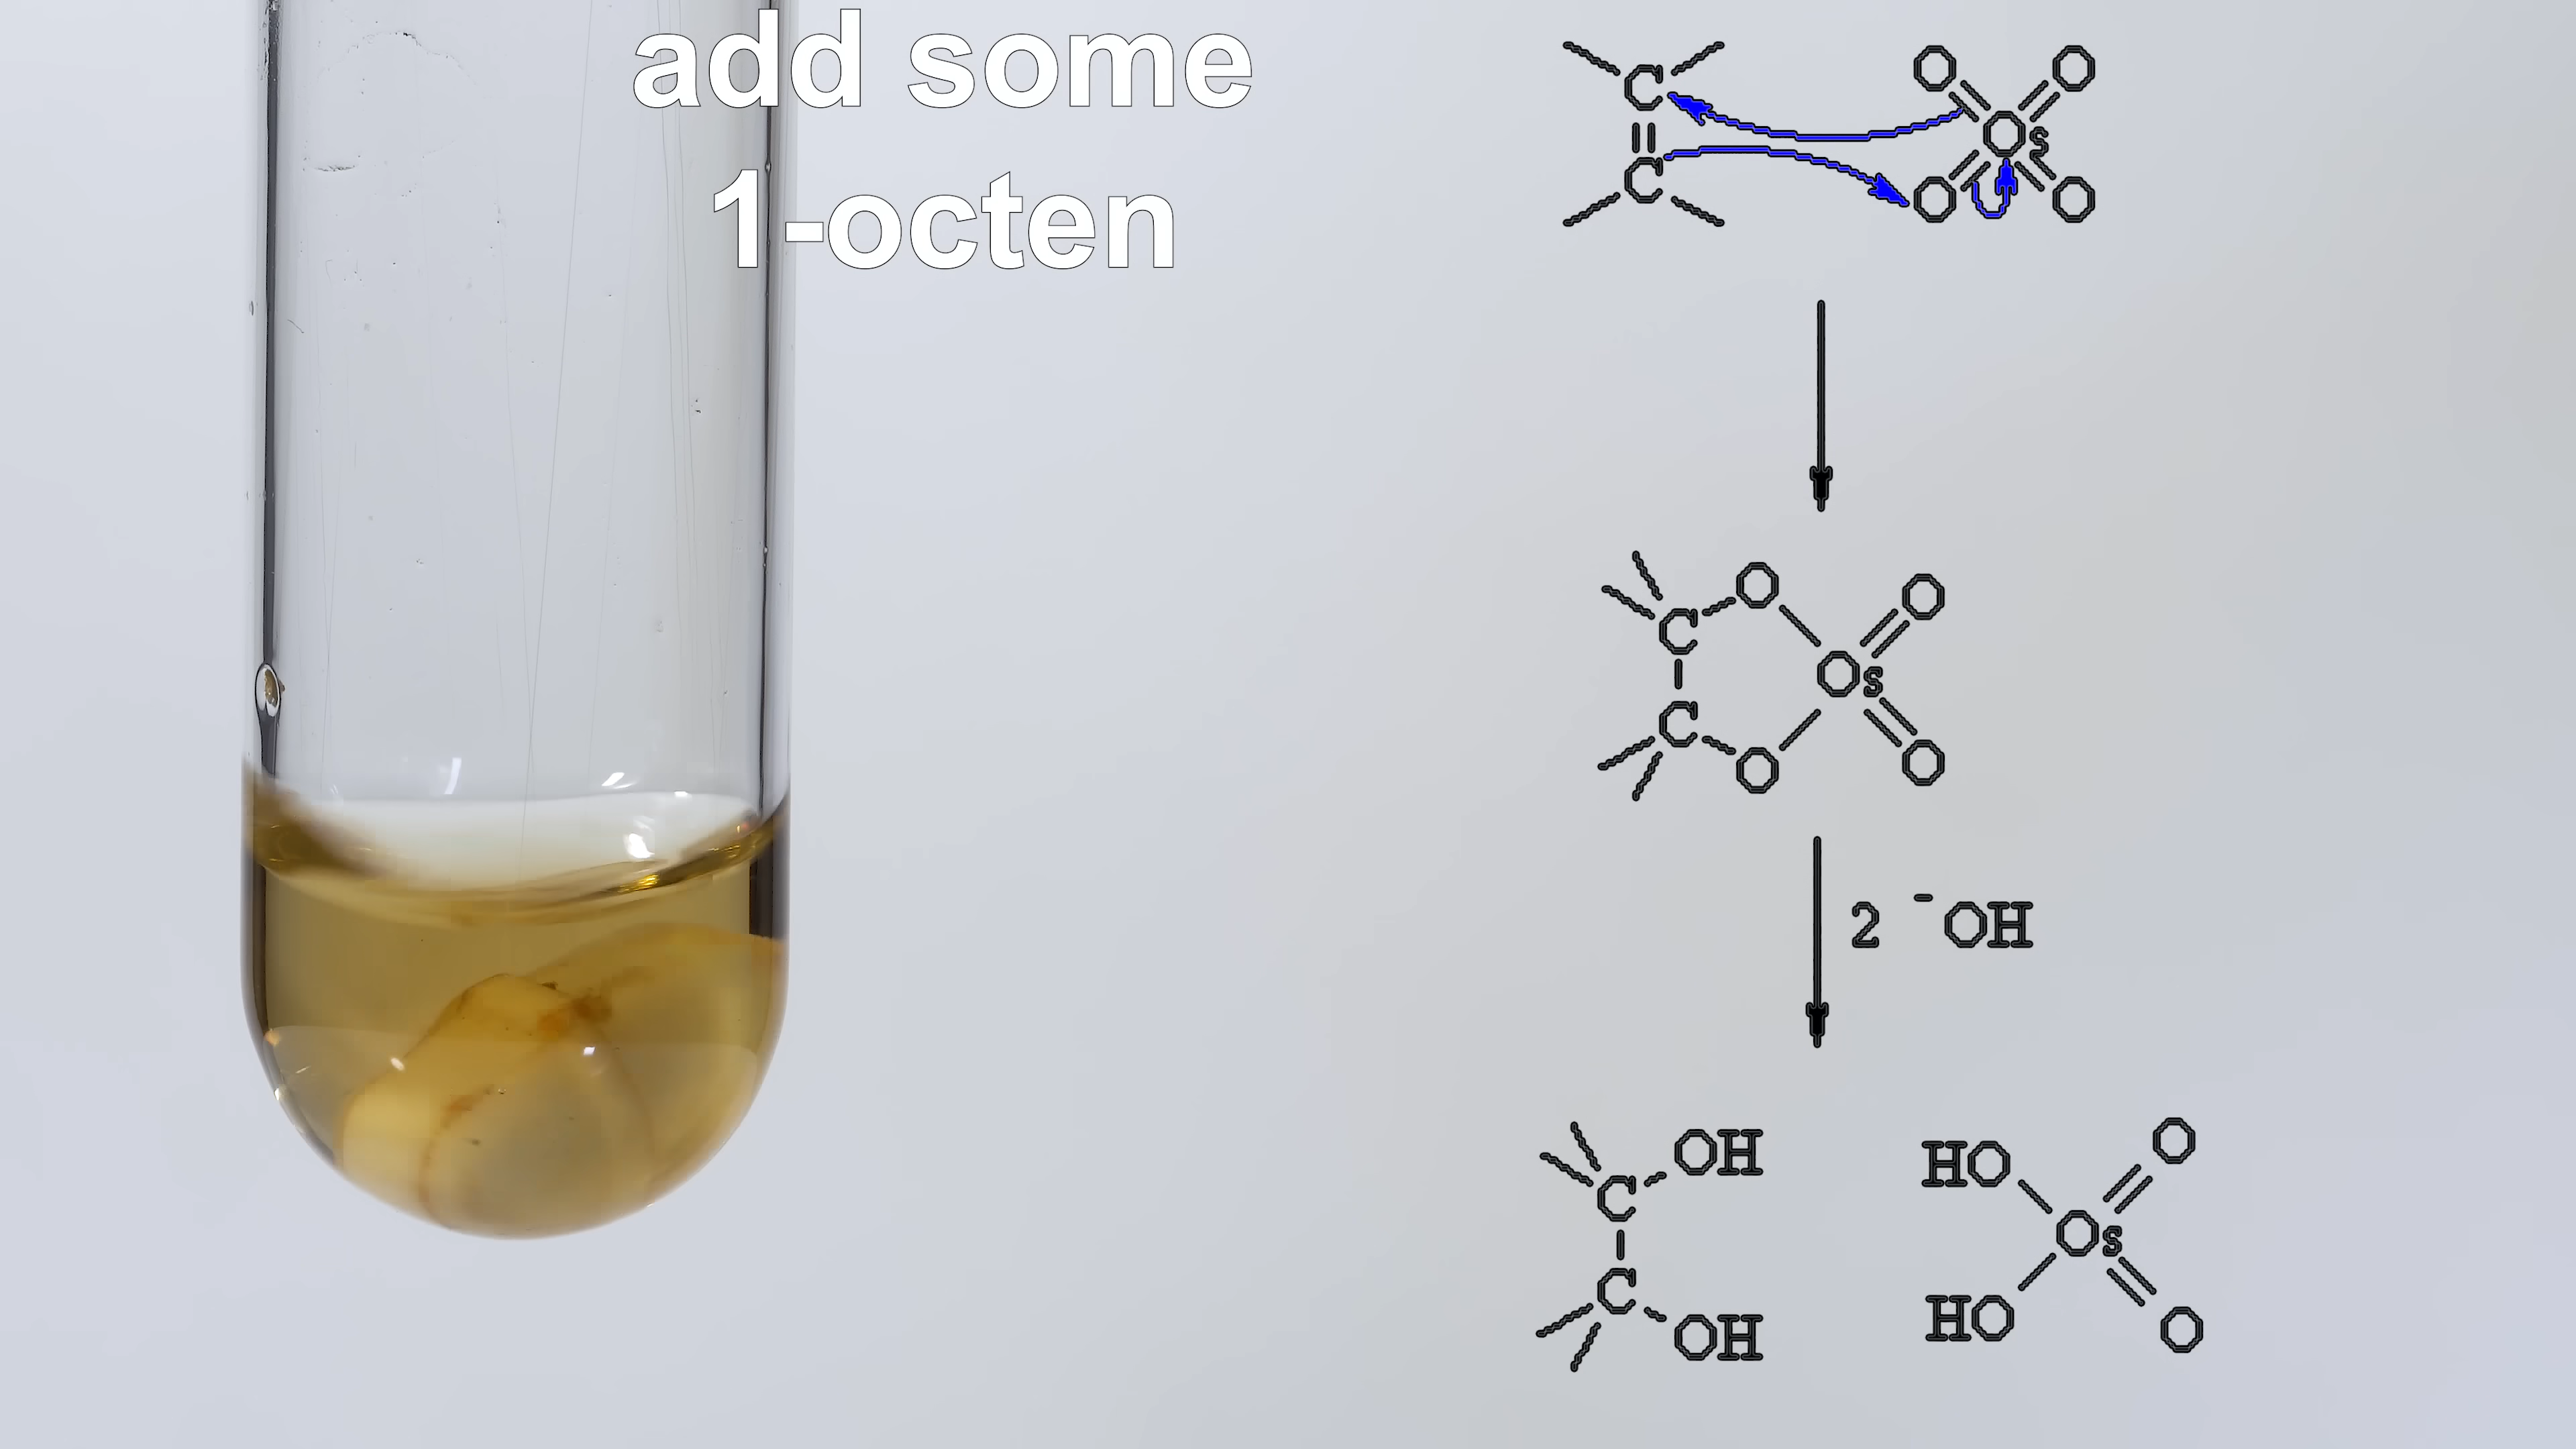 add some
1-octen
C O O
Os
C O O
O O
C Os
C
O O
2 ⁻OH
OH HO O
C Os
C
OH HO O